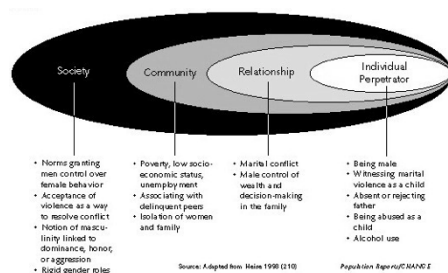 Society
Community
Relationship
Individual
Perpetrator
• Norms granting
men control over
female behavior
• Acceptance of
violence as a way
to resolve conflict
• Notion of mascu-
linity linked to
dominance, honor,
or aggression
• Rigid gender roles
• Poverty, low socio-
economic status,
unemployment
• Associating with
delinquent peers
• Isolation of women
and family
• Marital conflict
• Male control of
wealth and
decision-making
in the family
• Being male
• Witnessing marital
violence as a child
• Absent or rejecting
father
• Being abused as a
child
• Alcohol use
Source: Adapted from Heise 1998 (210)
Population Reports/CHANGE